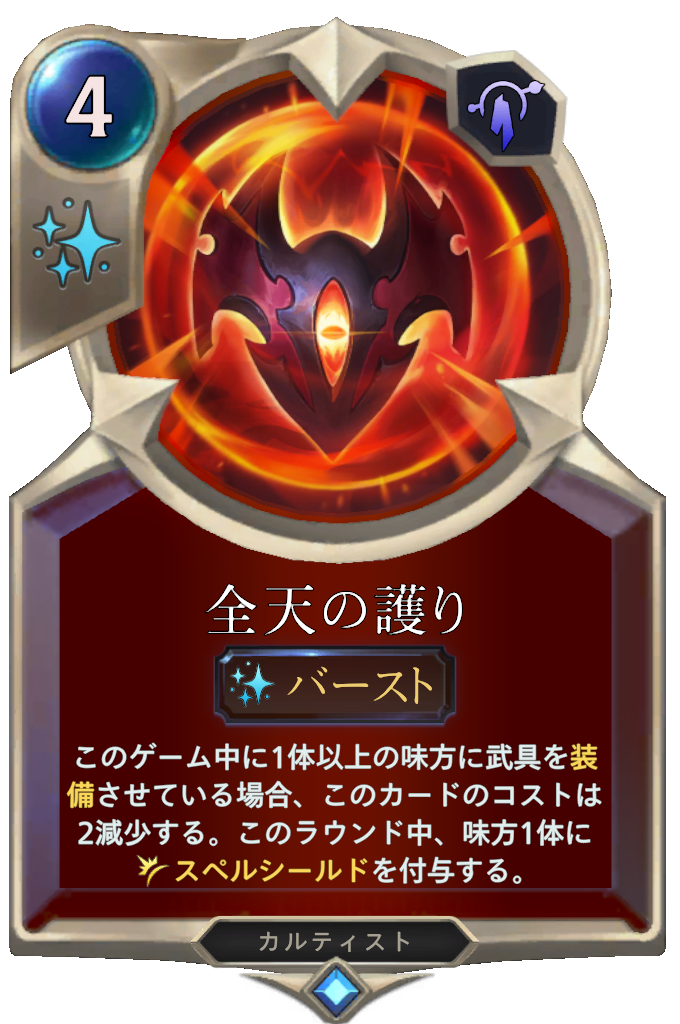 4
全天の護り
バースト
このゲーム中に1体以上の味方に武具を装
備させている場合、このカードのコストは
2減少する。このラウンド中、味方1体に
スペルシールドを付与する。
カルティスト